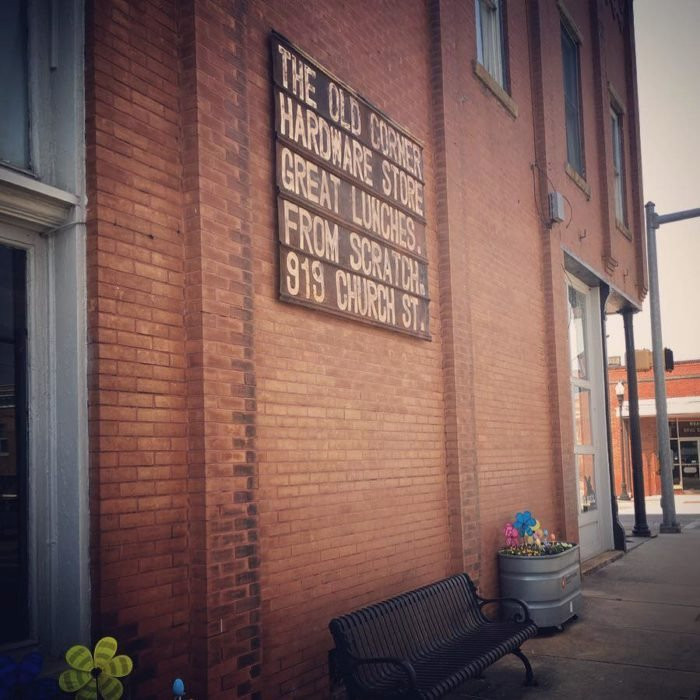 THE OLD CORNER
HARDWARE STORE
GREAT LUNCHES.
FROM SCRATCH..
919 CHURCH ST.